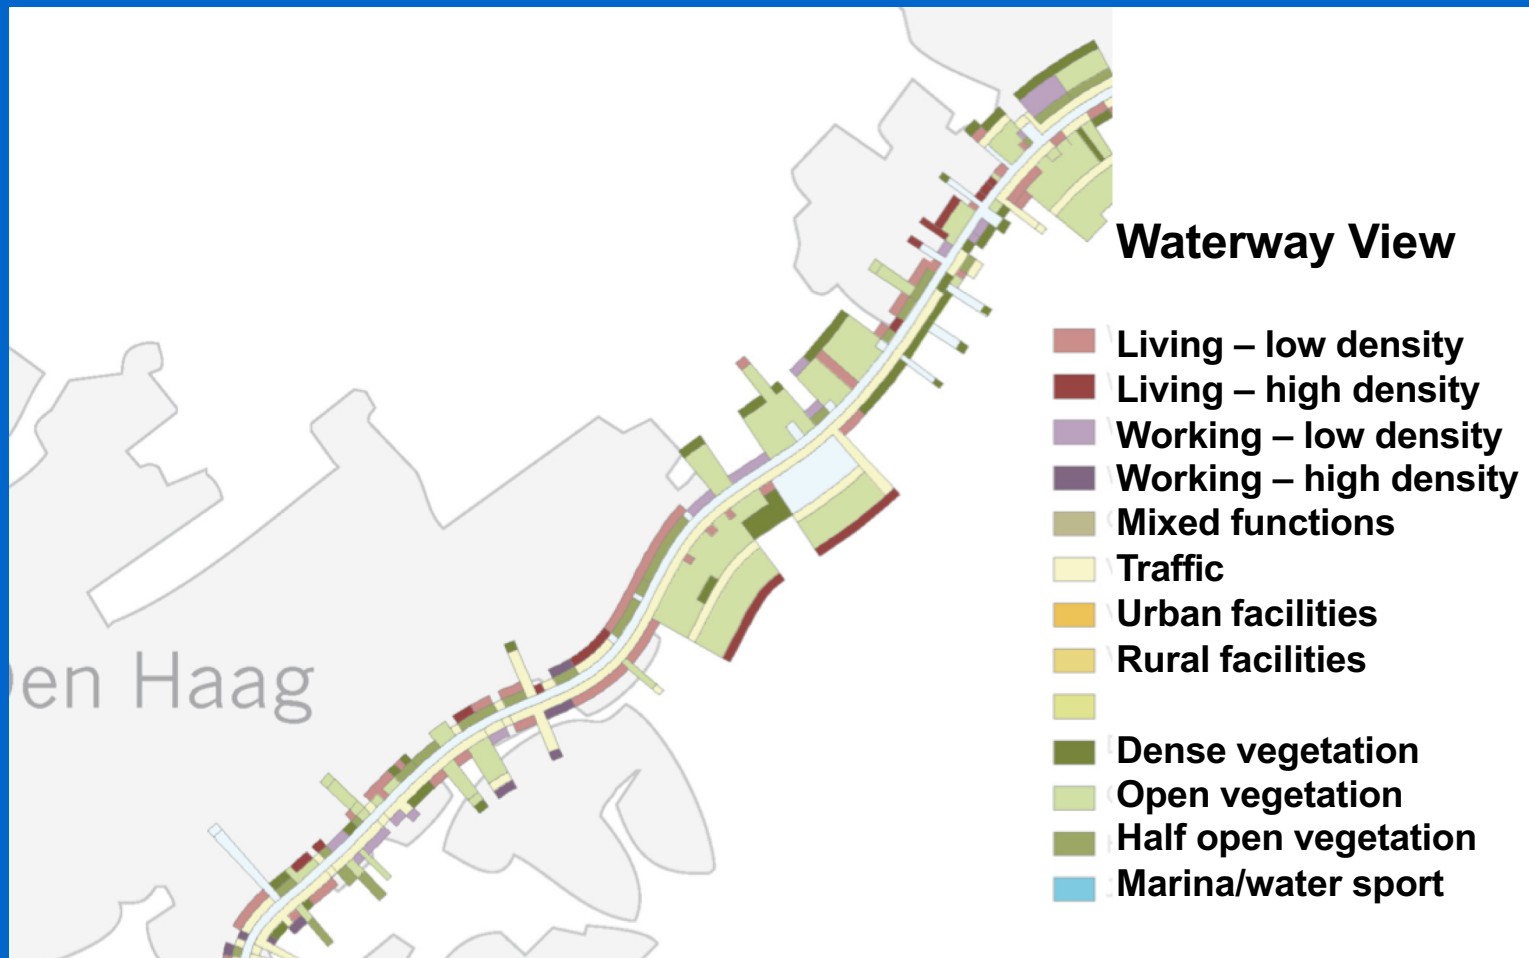 Waterway View
Living – low density
Living – high density
Working – low density
Working – high density
Mixed functions
Traffic
Urban facilities
Rural facilities
Dense vegetation
Open vegetation
Half open vegetation
Marina/water sport
en Haag